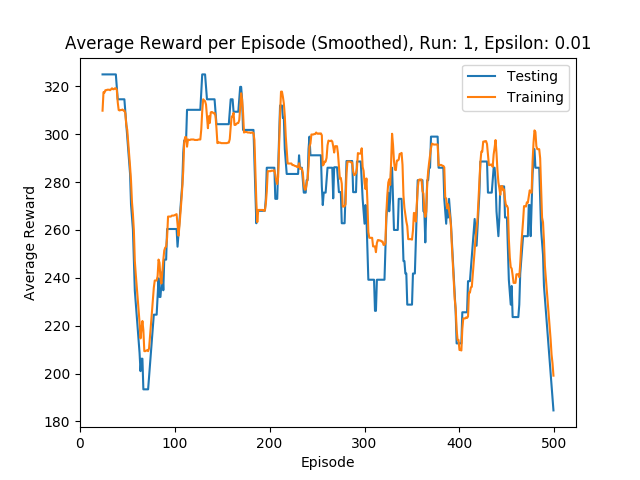 Average Reward per Episode (Smoothed), Run: 1, Epsilon: 0.01
Testing
Training
Average Reward
320
300
280
260
240
220
200
180
0 100 200 300 400 500
Episode